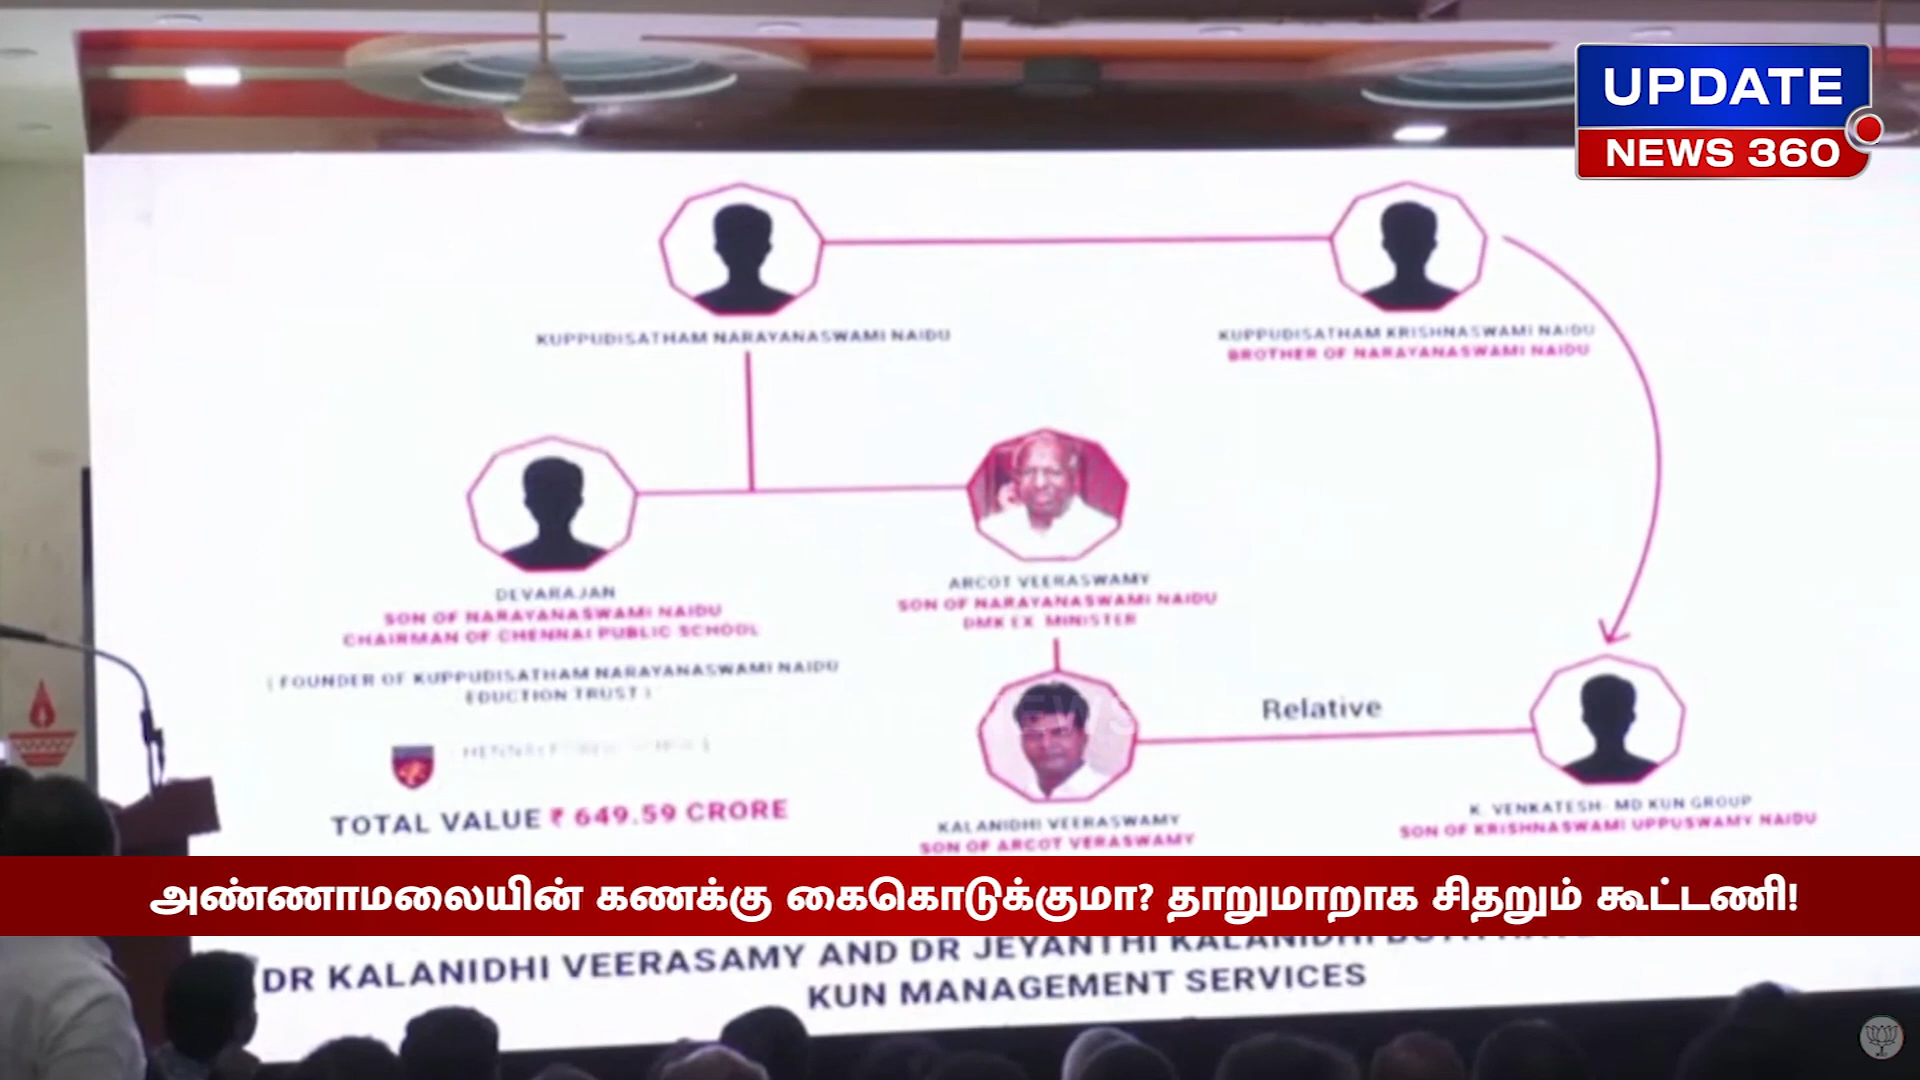 UPDATE
NEWS 360
KUPPUDISATHAM NARAYANASWAMI NAIDU
KUPPUDISATHAM KRISHNASWAMI NAIDU
BROTHER OF NARAYANASWAMI NAIDU
DEVARAJAN
SON OF NARAYANASWAMI NAIDU
CHAIRMAN OF CHENNAI PUBLIC SCHOOL
( FOUNDER OF KUPPUDISATHAM NARAYANASWAMI NAIDU
EDUCTION TRUST )
ARCOT VEERASWAMY
SON OF NARAYANASWAMI NAIDU
DMK EX MINISTER
Relative
TOTAL VALUE ₹ 649.59 CRORE
KALANIDHI VEERASWAMY
SON OF ARCOT VERASWAMY
K. VENKATESH- MD KUN GROUP
SON OF KRISHNASWAMI UPPUSWAMY NAIDU
அண்ணாமலையின் கணக்கு கைகொடுக்குமா? தாறுமாறாக சிதறும் கூட்டணி!
DR KALANIDHI VEERASAMY AND DR JEYANTHI KALANIDHI
KUN MANAGEMENT SERVICES